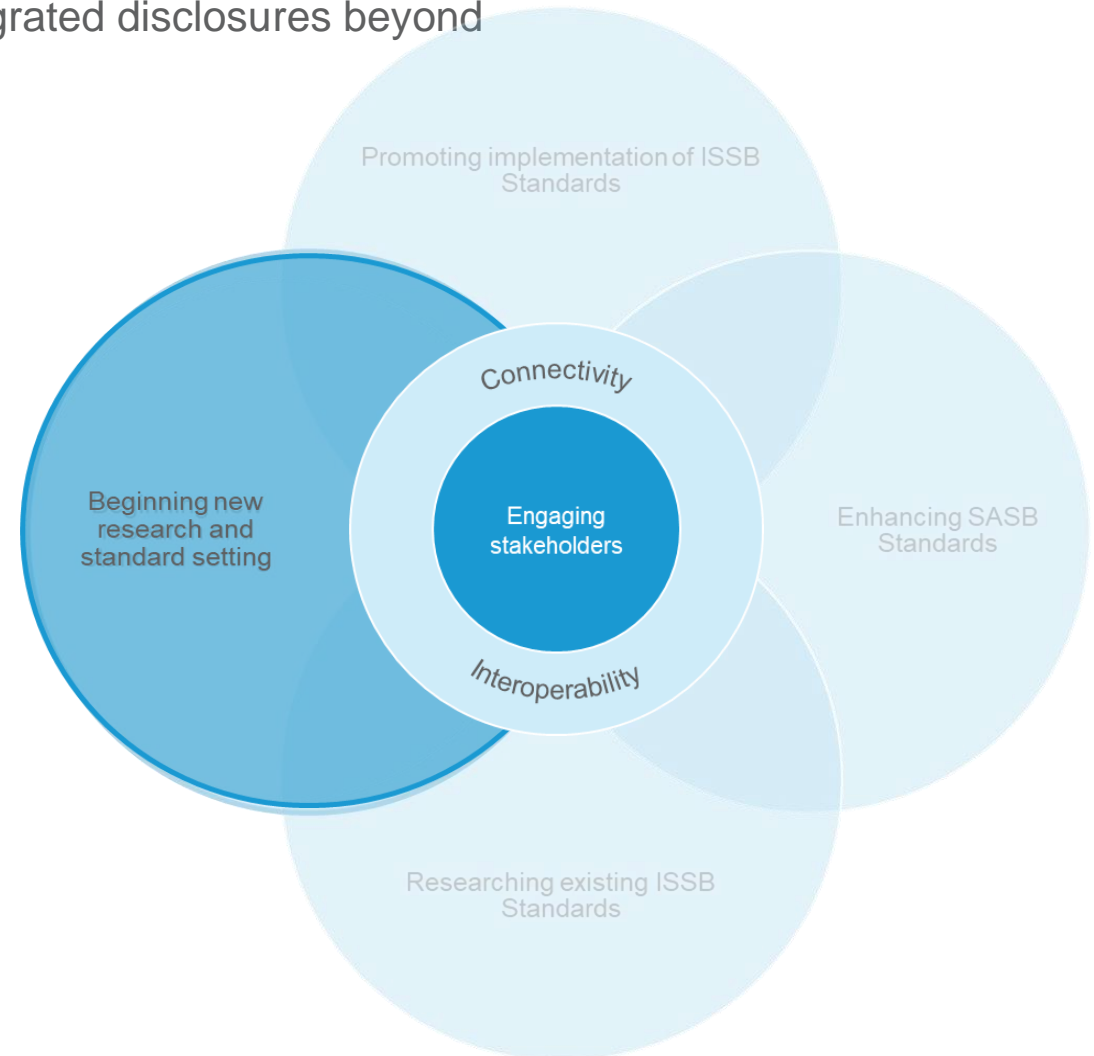 grated disclosures beyond
Promoting implementation of ISSB
Standards
Connectivity
Beginning new
research and
standard setting
Engaging
stakeholders
Enhancing SASB
Standards
Interoperability
Researching existing ISSB
Standards